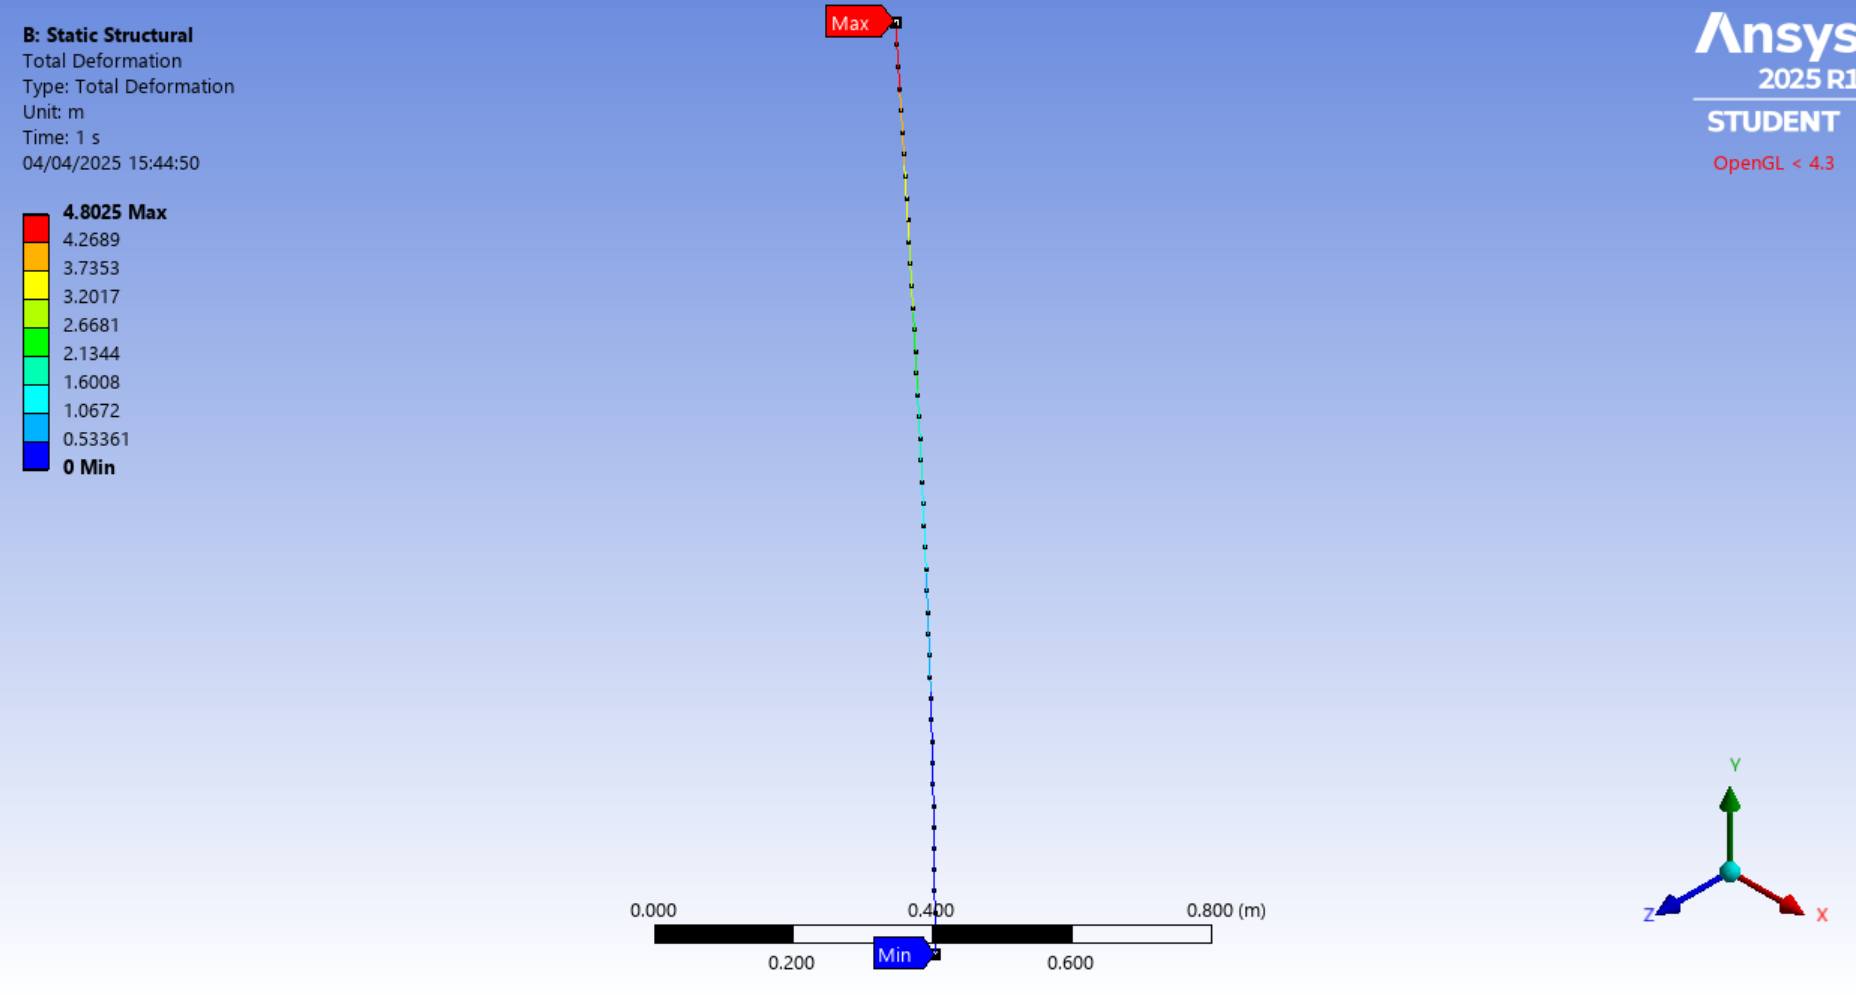 B: Static Structural
Total Deformation
Type: Total Deformation
Unit: m
Time: 1 s
04/04/2025 15:44:50
4.8025 Max
4.2689
3.7353
3.2017
2.6681
2.1344
1.6008
1.0672
0.53361
0 Min
Max
Ansys
2025 R1
STUDENT
OpenGL < 4.3
Min
0.000
0.400
0.800 (m)
0.200
0.600
Y
Z
X